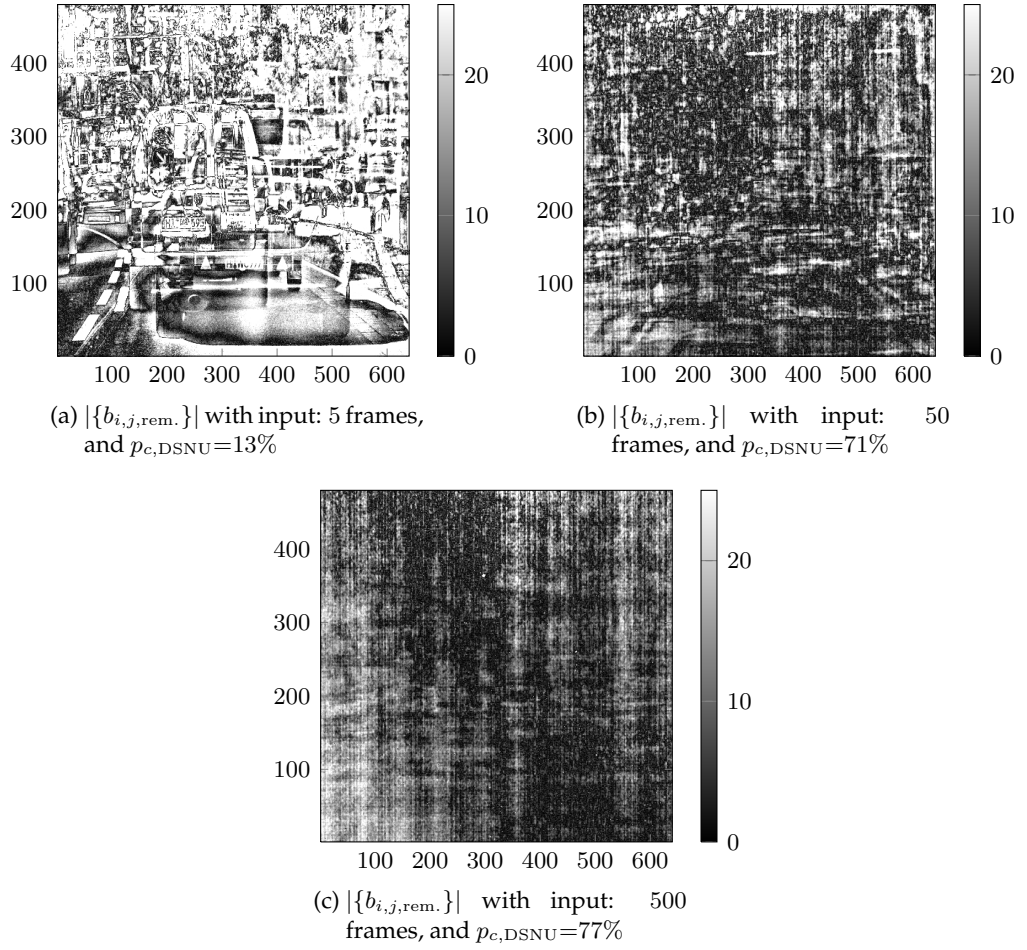 400
300
200
100
100 200 300 400 500 600
20
10
0
(a) |{b_{i,j,rem.}}| with input: 5 frames,
and p_{c,DSNU}=13%
400
300
200
100
100 200 300 400 500 600
20
10
0
(b) |{b_{i,j,rem.}}| with input: 50
frames, and p_{c,DSNU}=71%
400
300
200
100
100 200 300 400 500 600
20
10
0
(c) |{b_{i,j,rem.}}| with input: 500
frames, and p_{c,DSNU}=77%